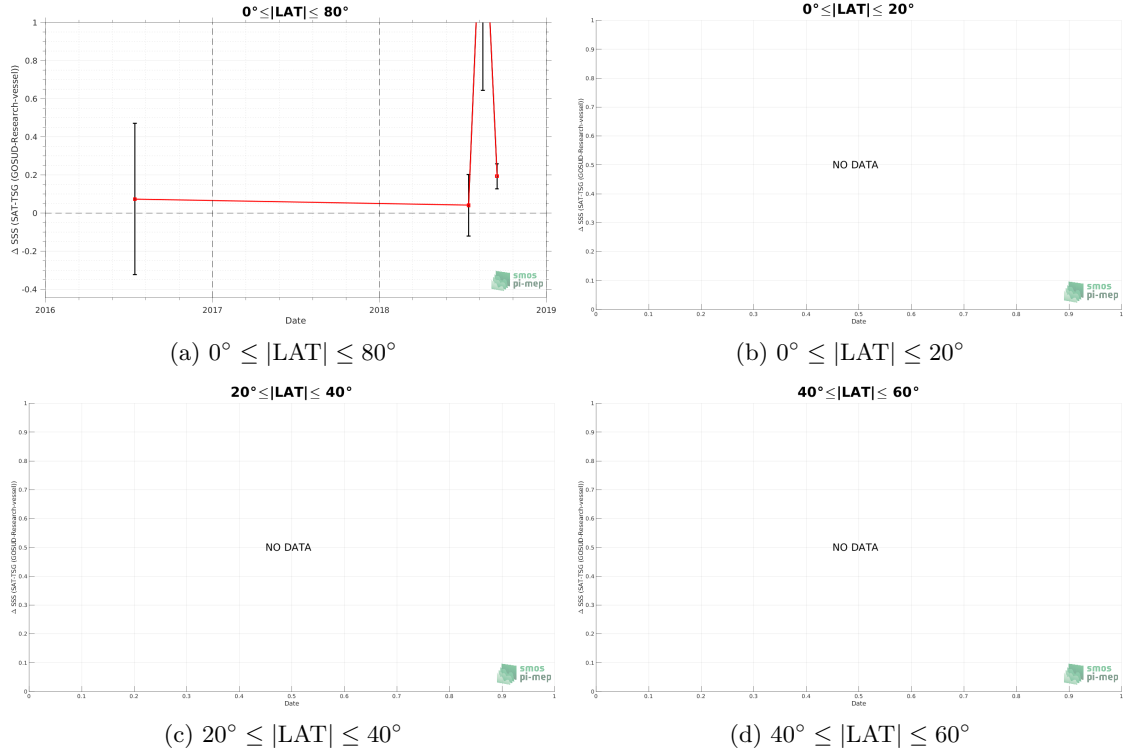 0°≤|LAT|≤ 80°
Δ SSS (SAT-TSG (GOSUD-Research-vessel))
1
0.8
0.6
0.4
0.2
0
-0.2
-0.4
2016
2017
2018
2019
Date
smos
pi-mep
(a) 0° ≤ |LAT| ≤ 80°
0°≤|LAT|≤ 20°
Δ SSS (SAT-TSG (GOSUD-Research-vessel))
1
0.9
0.8
0.7
0.6
0.5
0.4
0.3
0.2
0.1
0
NO DATA
0 0.1 0.2 0.3 0.4 0.5 0.6 0.7 0.8 0.9 1
Date
smos
pi-mep
(b) 0° ≤ |LAT| ≤ 20°
20°≤|LAT|≤ 40°
Δ SSS (SAT-TSG (GOSUD-Research-vessel))
1
0.9
0.8
0.7
0.6
0.5
0.4
0.3
0.2
0.1
0
NO DATA
0 0.1 0.2 0.3 0.4 0.5 0.6 0.7 0.8 0.9 1
Date
smos
pi-mep
(c) 20° ≤ |LAT| ≤ 40°
40°≤|LAT|≤ 60°
Δ SSS (SAT-TSG (GOSUD-Research-vessel))
1
0.9
0.8
0.7
0.6
0.5
0.4
0.3
0.2
0.1
0
NO DATA
0 0.1 0.2 0.3 0.4 0.5 0.6 0.7 0.8 0.9 1
Date
smos
pi-mep
(d) 40° ≤ |LAT| ≤ 60°